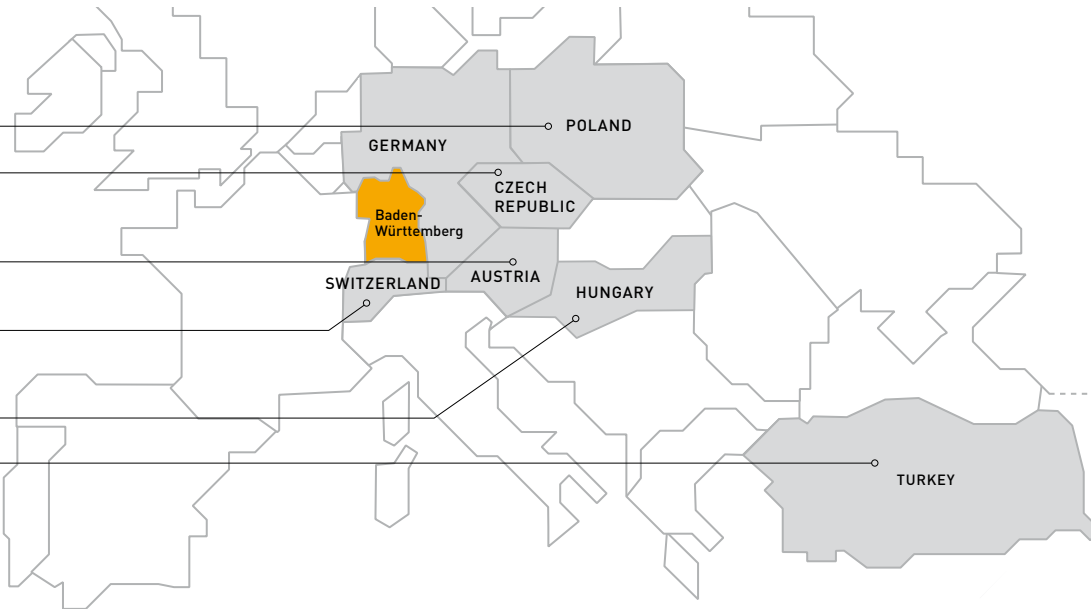 POLAND
GERMANY
CZECH
REPUBLIC
Baden-
Württemberg
AUSTRIA
SWITZERLAND
HUNGARY
TURKEY